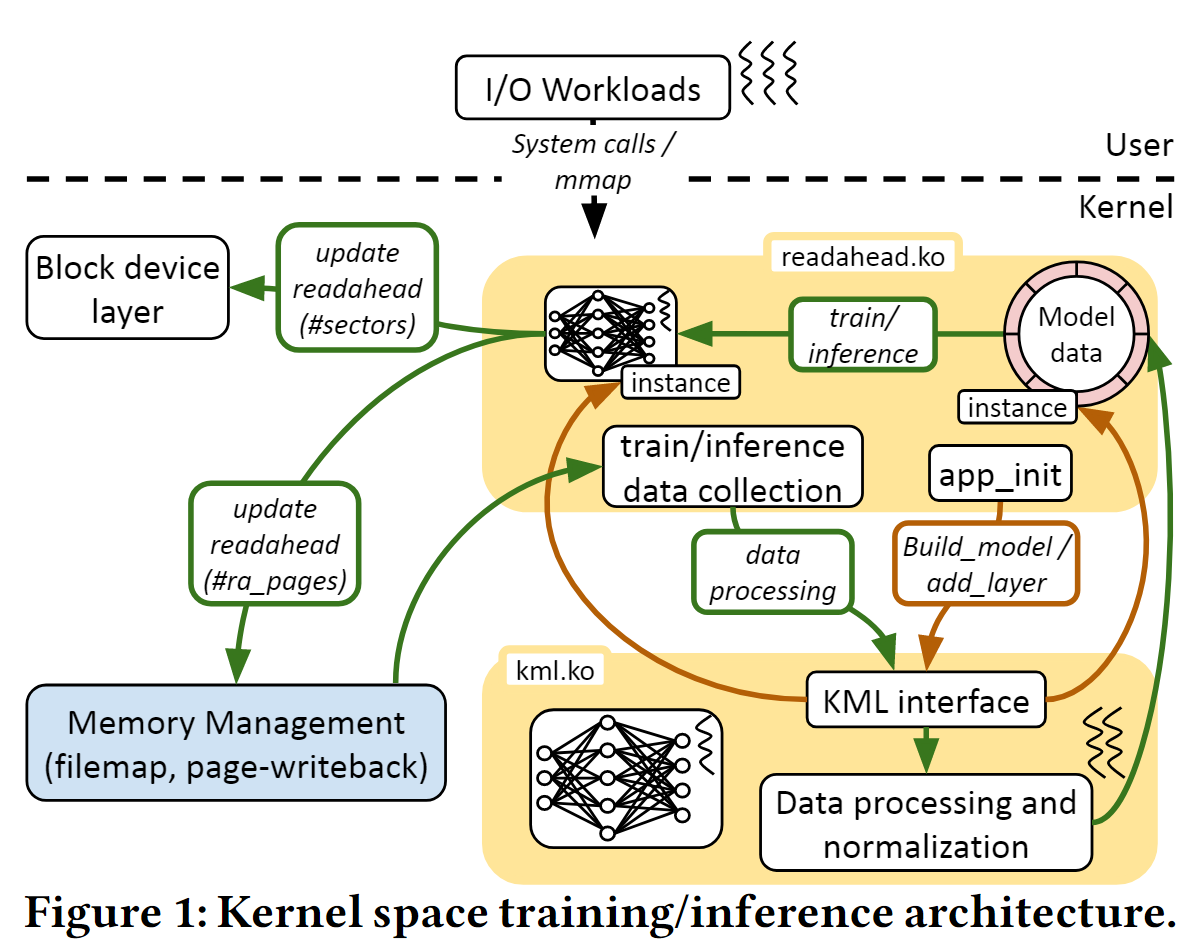 I/O Workloads
System calls /
mmap
User
Kernel
Block device
layer
update
readahead
(#sectors)
readahead.ko
train/
inference
Model
data
instance
instance
train/inference
data collection
app_init
update
readahead
(#ra_pages)
data
processing
Build_model /
add_layer
kml.ko
KML interface
Memory Management
(filemap, page-writeback)
Data processing and
normalization
Figure 1: Kernel space training/inference architecture.